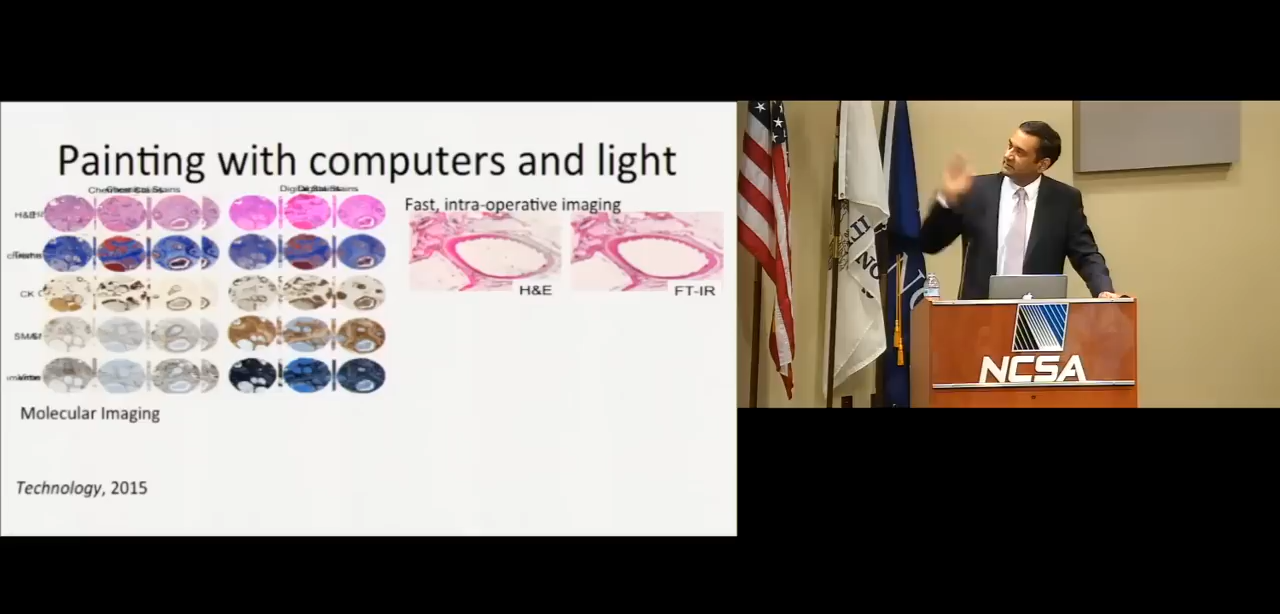 Painting with computers and light
H&E
CK
Molecular Imaging
Technology, 2015
Fast, intra-operative imaging
H&E
FT-IR
NCSA